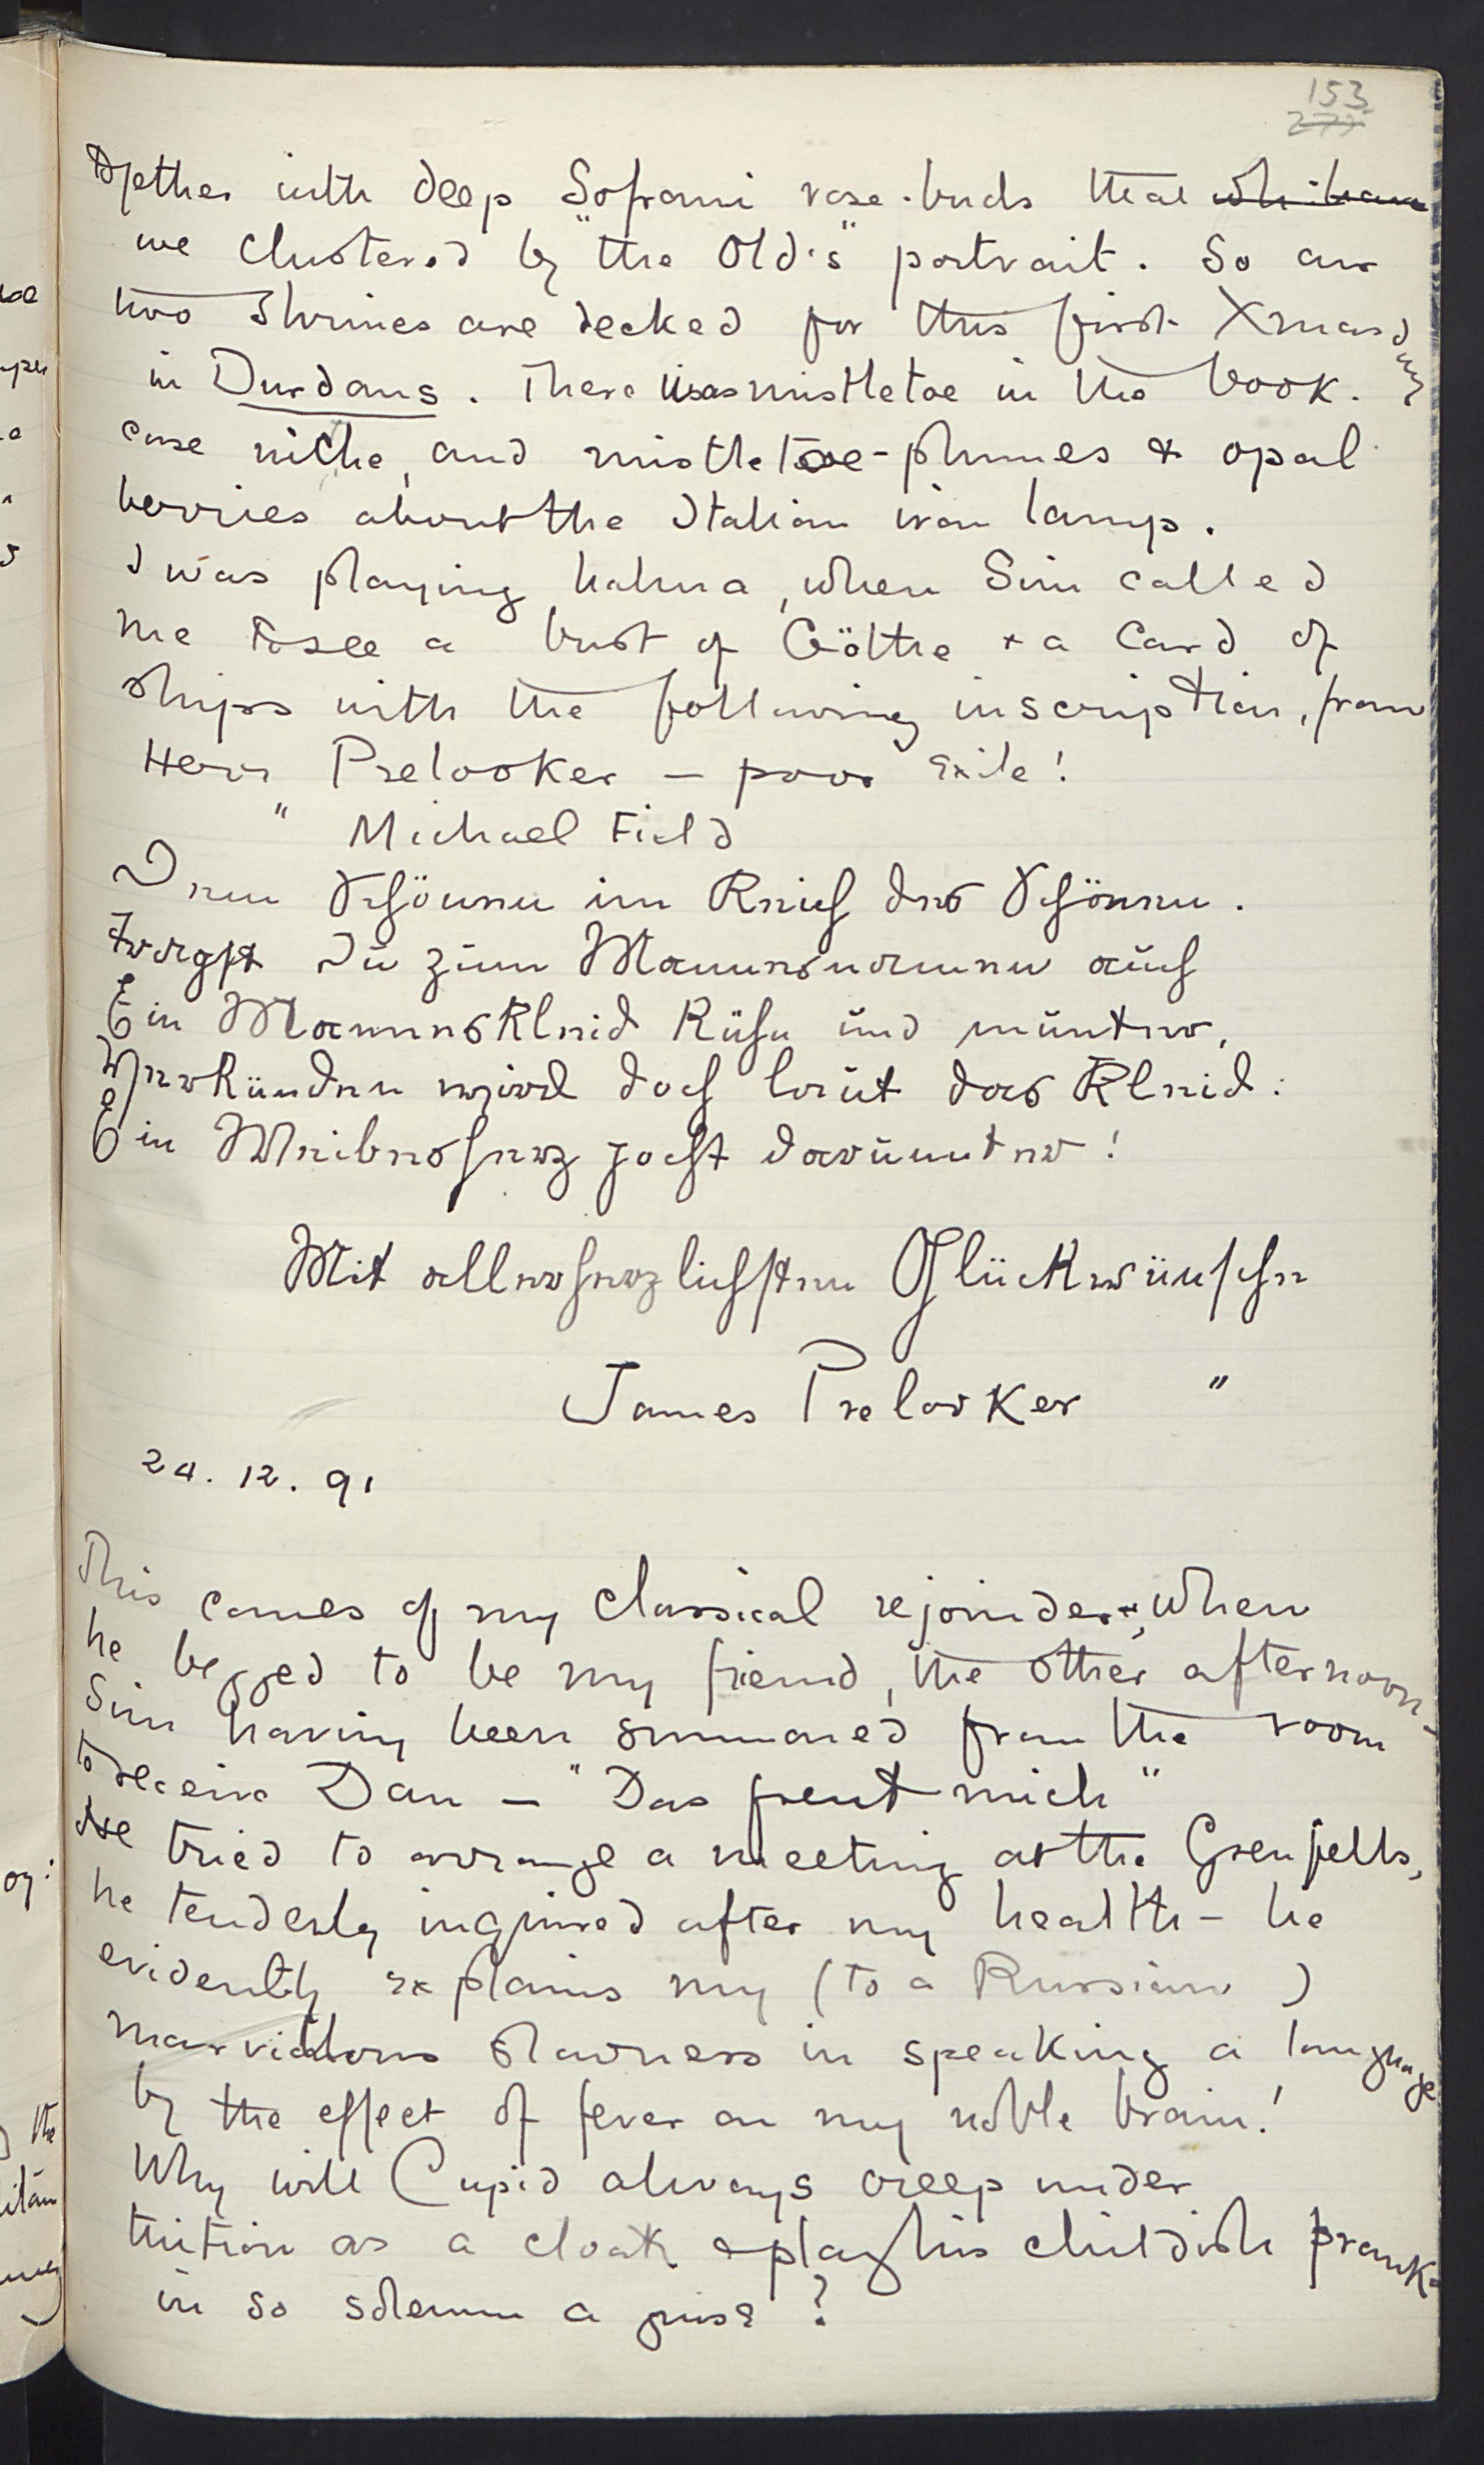 153
277
together with deep Sofrani rose-buds that
we clustered by "the Old's" portrait. So our
two shrines are decked for this first Xmas day
in Durdans. There was mistletoe in the book-
case niche, and mistletoe-plumes & opal
berries about the Italian iron lamp.
I was playing halma, when Sim called
me to see a bust of Göthe + a card of
ships with the following inscription, from
Herr Prelooker — poor exile!
" Michael Field
Dem Schönen im Reich des Schönen.
Trägst Du zum Mannesnamen auch
Ein Manneskleid kühn und munter,
Verkünden wird doch laut das Kleid:
Ein Weibesherz pocht darunter!
Mit allerherzlichsten Glückwünschen
James Prelooker "
24. 12. 91
This comes of my classical rejoinder, when
he begged to be my friend, the other afternoon -
Sim having been summoned from the room
to receive Dan — "Das freut mich"
He tried to arrange a meeting at the Grenfells,
he tenderly inquired after my health - he
evidently explains my (to a Russian)
marvellous slowness in speaking a language
by the effect of fever on my noble brain!
Why will Cupid always creep under
tuition as a cloak & play his childish pranks
in so solemn a guise?